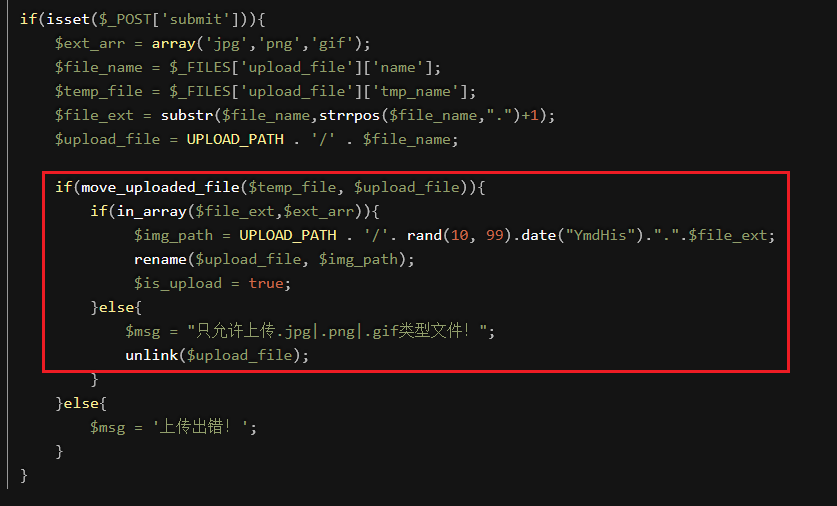 if(isset($_POST['submit'])){
$ext_arr = array('jpg','png','gif');
$file_name = $_FILES['upload_file']['name'];
$temp_file = $_FILES['upload_file']['tmp_name'];
$file_ext = substr($file_name,strrpos($file_name,".")+1);
$upload_file = UPLOAD_PATH . '/' . $file_name;
if(move_uploaded_file($temp_file, $upload_file)){
if(in_array($file_ext,$ext_arr)){
$img_path = UPLOAD_PATH . '/'. rand(10, 99).date("YmdHis").".".$file_ext;
rename($upload_file, $img_path);
$is_upload = true;
}else{
$msg = "只允许上传.jpg|.png|.gif类型文件！";
unlink($upload_file);
}
}else{
$msg = '上传出错！';
}
}